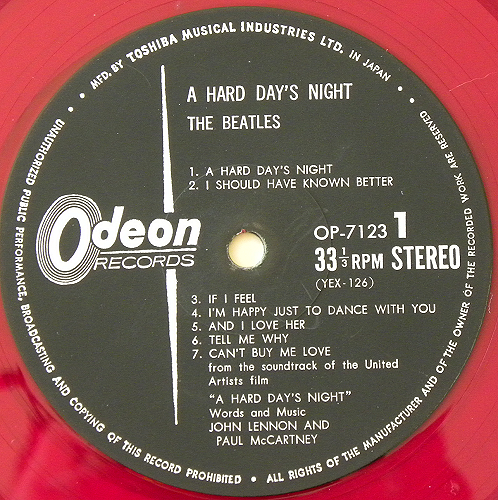 MFD. BY TOSHIBA MUSICAL INDUSTRIES LTD. IN JAPAN
A HARD DAY'S NIGHT
THE BEATLES
1. A HARD DAY'S NIGHT
2. I SHOULD HAVE KNOWN BETTER
Odeon
RECORDS
OP-7123 1
33 1/3 RPM STEREO
(YEX-126)
3. IF I FEEL
4. I'M HAPPY JUST TO DANCE WITH YOU
5. AND I LOVE HER
6. TELL ME WHY
7. CAN'T BUY ME LOVE
from the soundtrack of the United
Artists film
"A HARD DAY'S NIGHT"
Words and Music
JOHN LENNON AND
PAUL McCARTNEY
ALL RIGHTS OF THE MANUFACTURER AND OF THE OWNER OF THE RECORDED WORK ARE RESERVED
UNAUTHORIZED PUBLIC PERFORMANCE, BROADCASTING AND COPYING OF THIS RECORD PROHIBITED